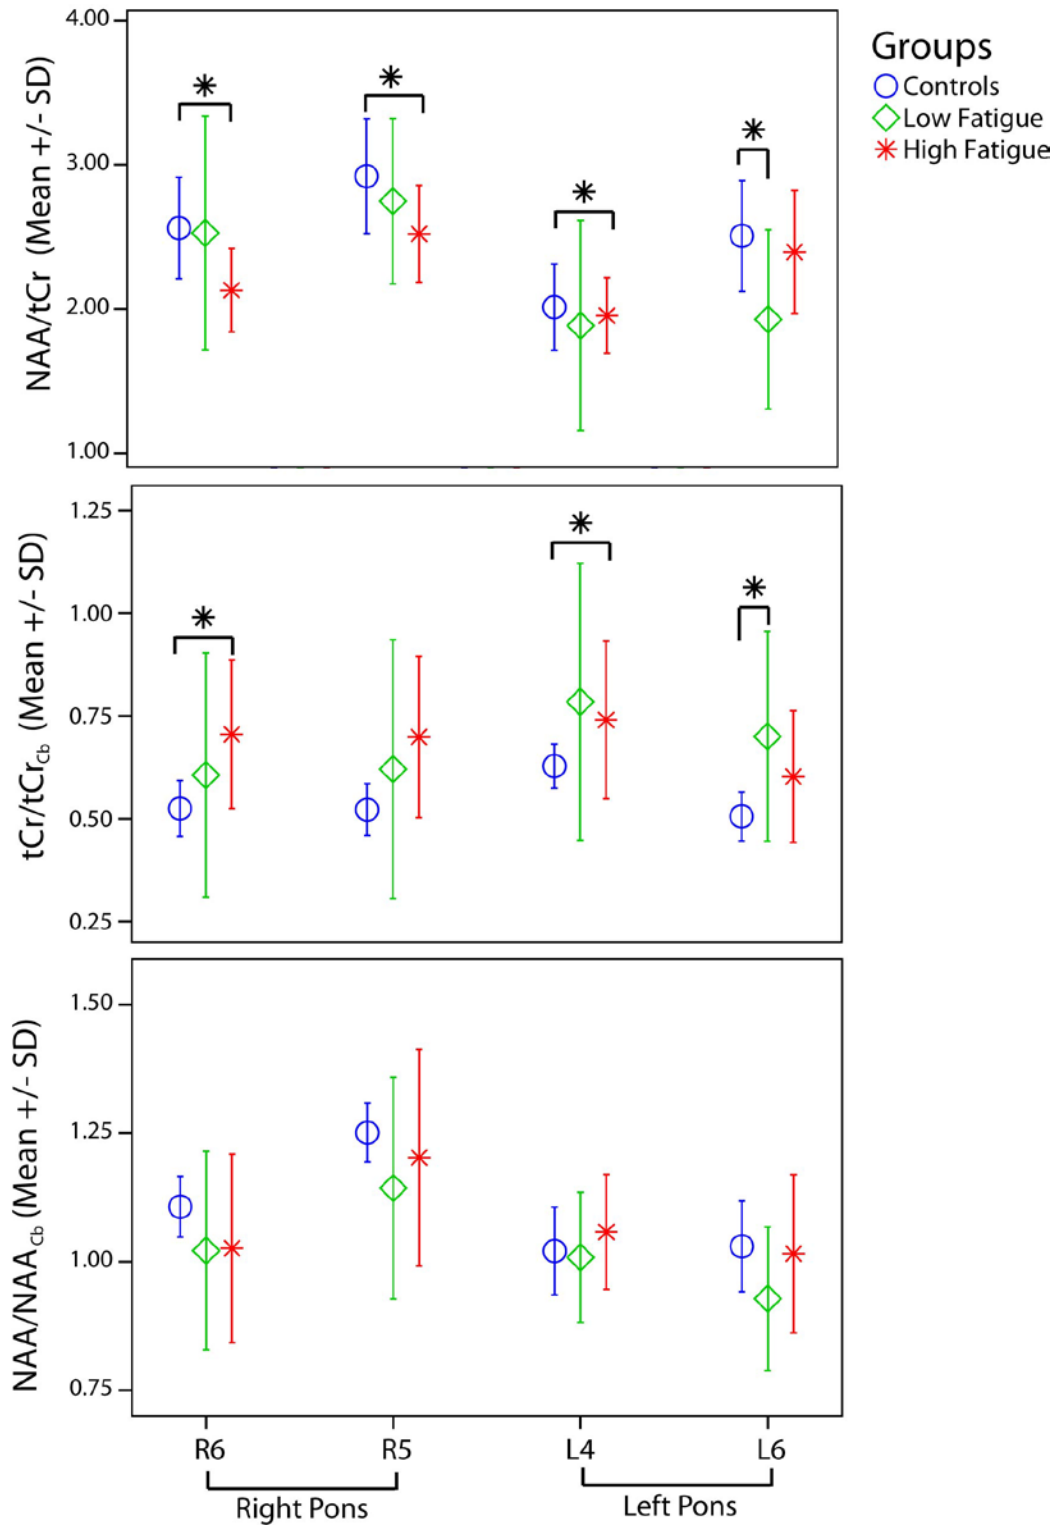 Groups
Controls
Low Fatigue
High Fatigue
NAA/tCr (Mean +/- SD)
4.00
3.00
2.00
1.00
tCr/tCrCb (Mean +/- SD)
1.25
1.00
0.75
0.50
0.25
NAA/NAACb (Mean +/- SD)
1.50
1.25
1.00
0.75
R6 R5 L4 L6
Right Pons Left Pons